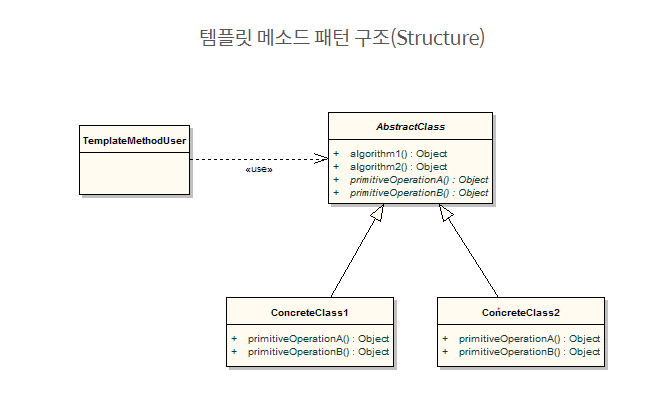 템플릿 메소드 패턴 구조(Structure)
AbstractClass
+ algorithm1() : Object
+ algorithm2() : Object
+ primitiveOperationA() : Object
+ primitiveOperationB() : Object
TemplateMethodUser
«use»
ConcreteClass1
+ primitiveOperationA() : Object
+ primitiveOperationB() : Object
ConcreteClass2
+ primitiveOperationA() : Object
+ primitiveOperationB() : Object